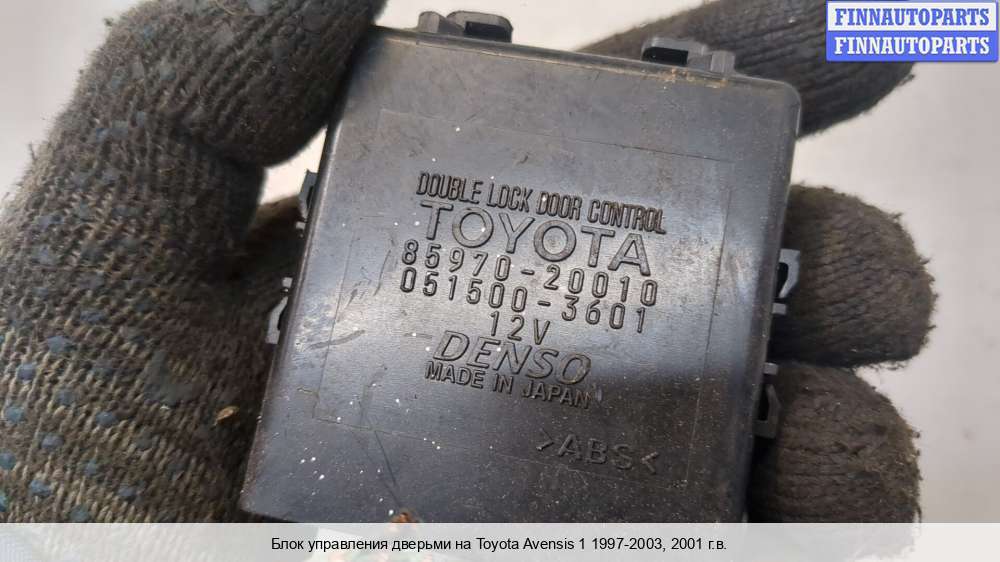 FINNAUTOPARTS
FINNAUTOPARTS
DOUBLE LOCK DOOR CONTROL
TOYOTA
85970-20010
051500-3601
12V
DENSO
MADE IN JAPAN
>ABS<
Блок управления дверьми на Toyota Avensis 1 1997-2003, 2001 г.в.